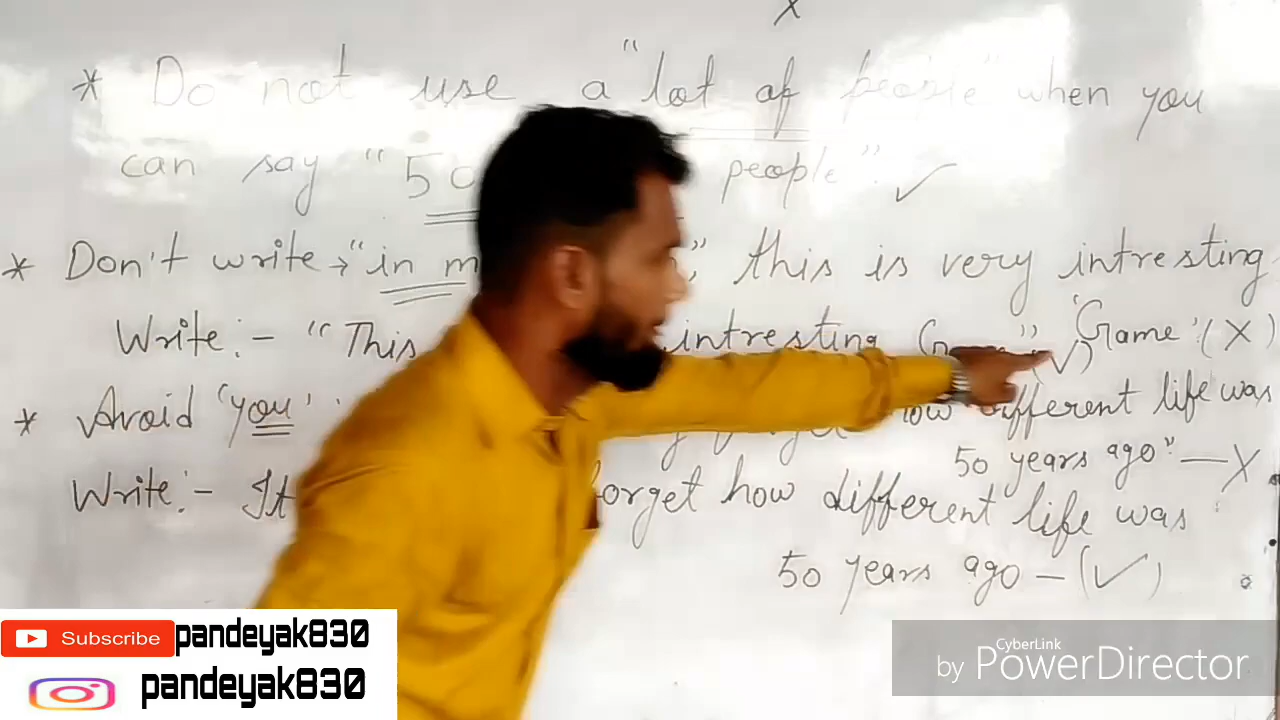 X
* Do not use a "lot of people" when you
can say "50 people" ✓
* Don't write → "in m " this is very intresting
'Game' (X)
Write:- "This intresting (✓)
* Avoid 'you' how different life was
50 years ago" — X
Write:- It forget how different life was
50 years ago - (✓)
Subscribe pandeyak830
pandeyak830
CyberLink
by PowerDirector